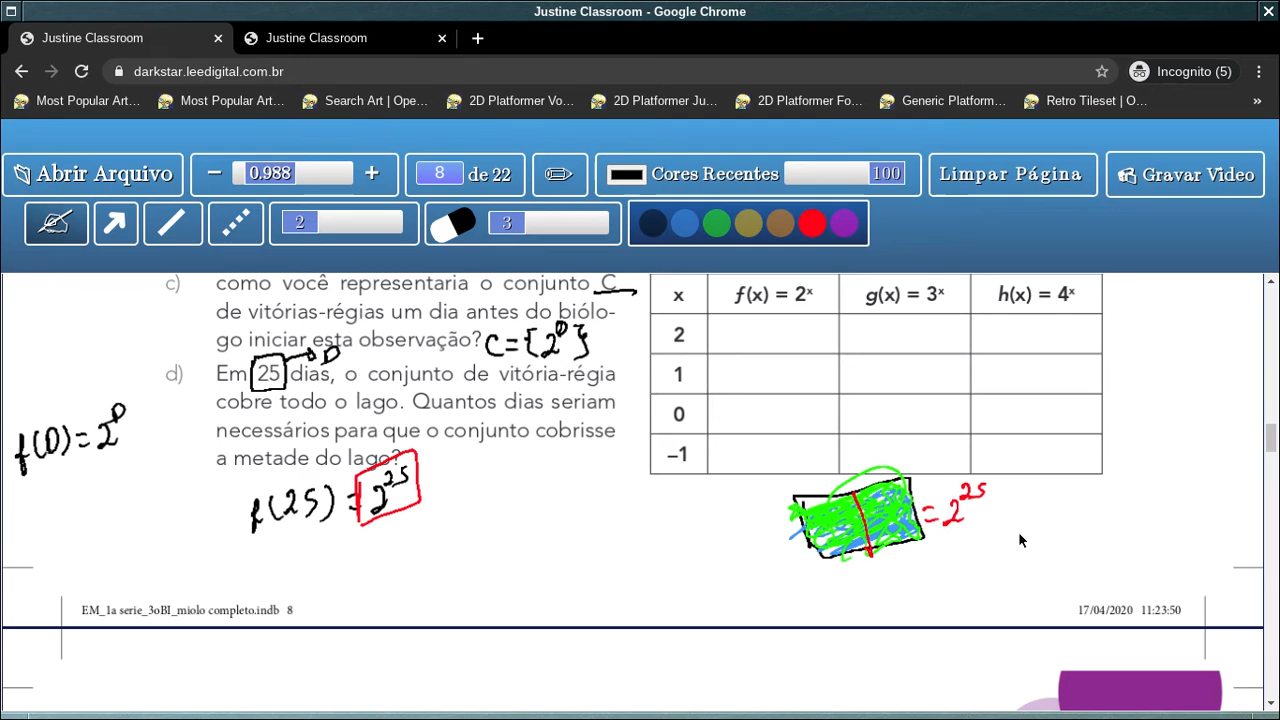 Justine Classroom - Google Chrome
Justine Classroom
Justine Classroom
darkstar.leedigital.com.br
Incognito (5)
Most Popular Art...
Most Popular Art...
Search Art | Ope...
2D Platformer Vo...
2D Platformer Ju...
2D Platformer Fo...
Generic Platform...
Retro Tileset | O...
»
Abrir Arquivo
− 0,988 +
8 de 22
Cores Recentes 100
Limpar Página
Gravar Video
2
3
c) como você representaria o conjunto C
de vitórias-régias um dia antes do biólo-
go iniciar esta observação? C = {2⁰}
d) Em 25 dias, o conjunto de vitória-régia
cobre todo o lago. Quantos dias seriam
necessários para que o conjunto cobrisse
a metade do lago?
f(D) = 2ᴰ
f(25) = 2²⁵
x f(x) = 2ˣ g(x) = 3ˣ h(x) = 4ˣ
2
1
0
–1
= 2²⁵
EM_1a serie_3oBI_miolo completo.indb 8
17/04/2020 11:23:50